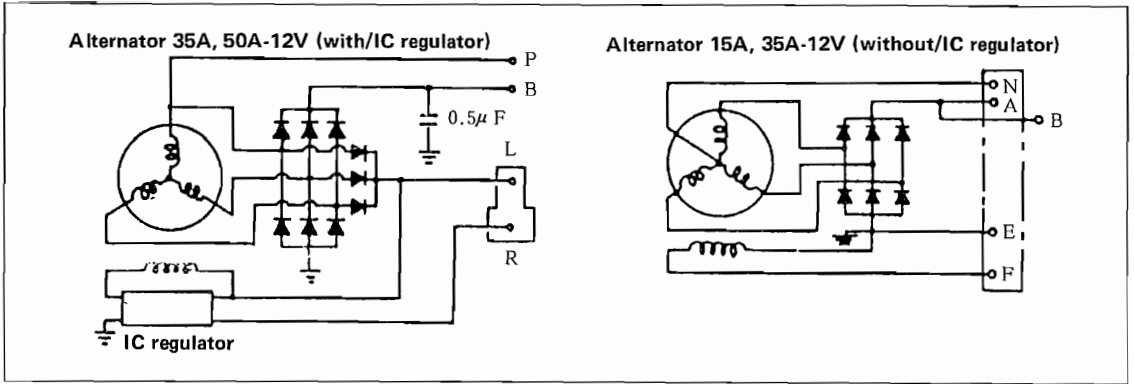 Alternator 35A, 50A-12V (with/IC regulator)
P
B
0.5μ F
L
R
IC regulator
Alternator 15A, 35A-12V (without/IC regulator)
N
A
B
E
F